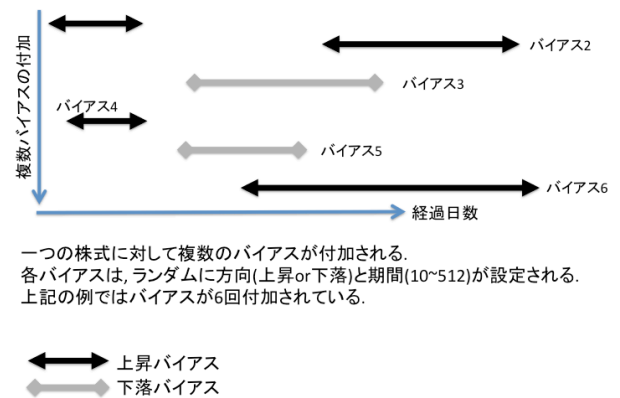 バイアス2
バイアス3
バイアス4
バイアス5
バイアス6
複数バイアスの付加
経過日数
一つの株式に対して複数のバイアスが付加される.
各バイアスは, ランダムに方向(上昇or下落)と期間(10~512)が設定される.
上記の例ではバイアスが6回付加されている.
上昇バイアス
下落バイアス